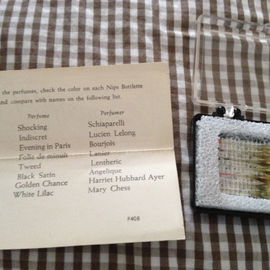 the perfumes, check the color on each Nips Bottlette
and compare with names on the following list.
Perfume Perfumer
Shocking Schiaparelli
Indiscret Lucien Lelong
Evening in Paris Bourjois
Folie de minuit Lanier
Tweed Lentheric
Black Satin Angelique
Golden Chance Harriet Hubbard Ayer
White Lilac Mary Chess
F408